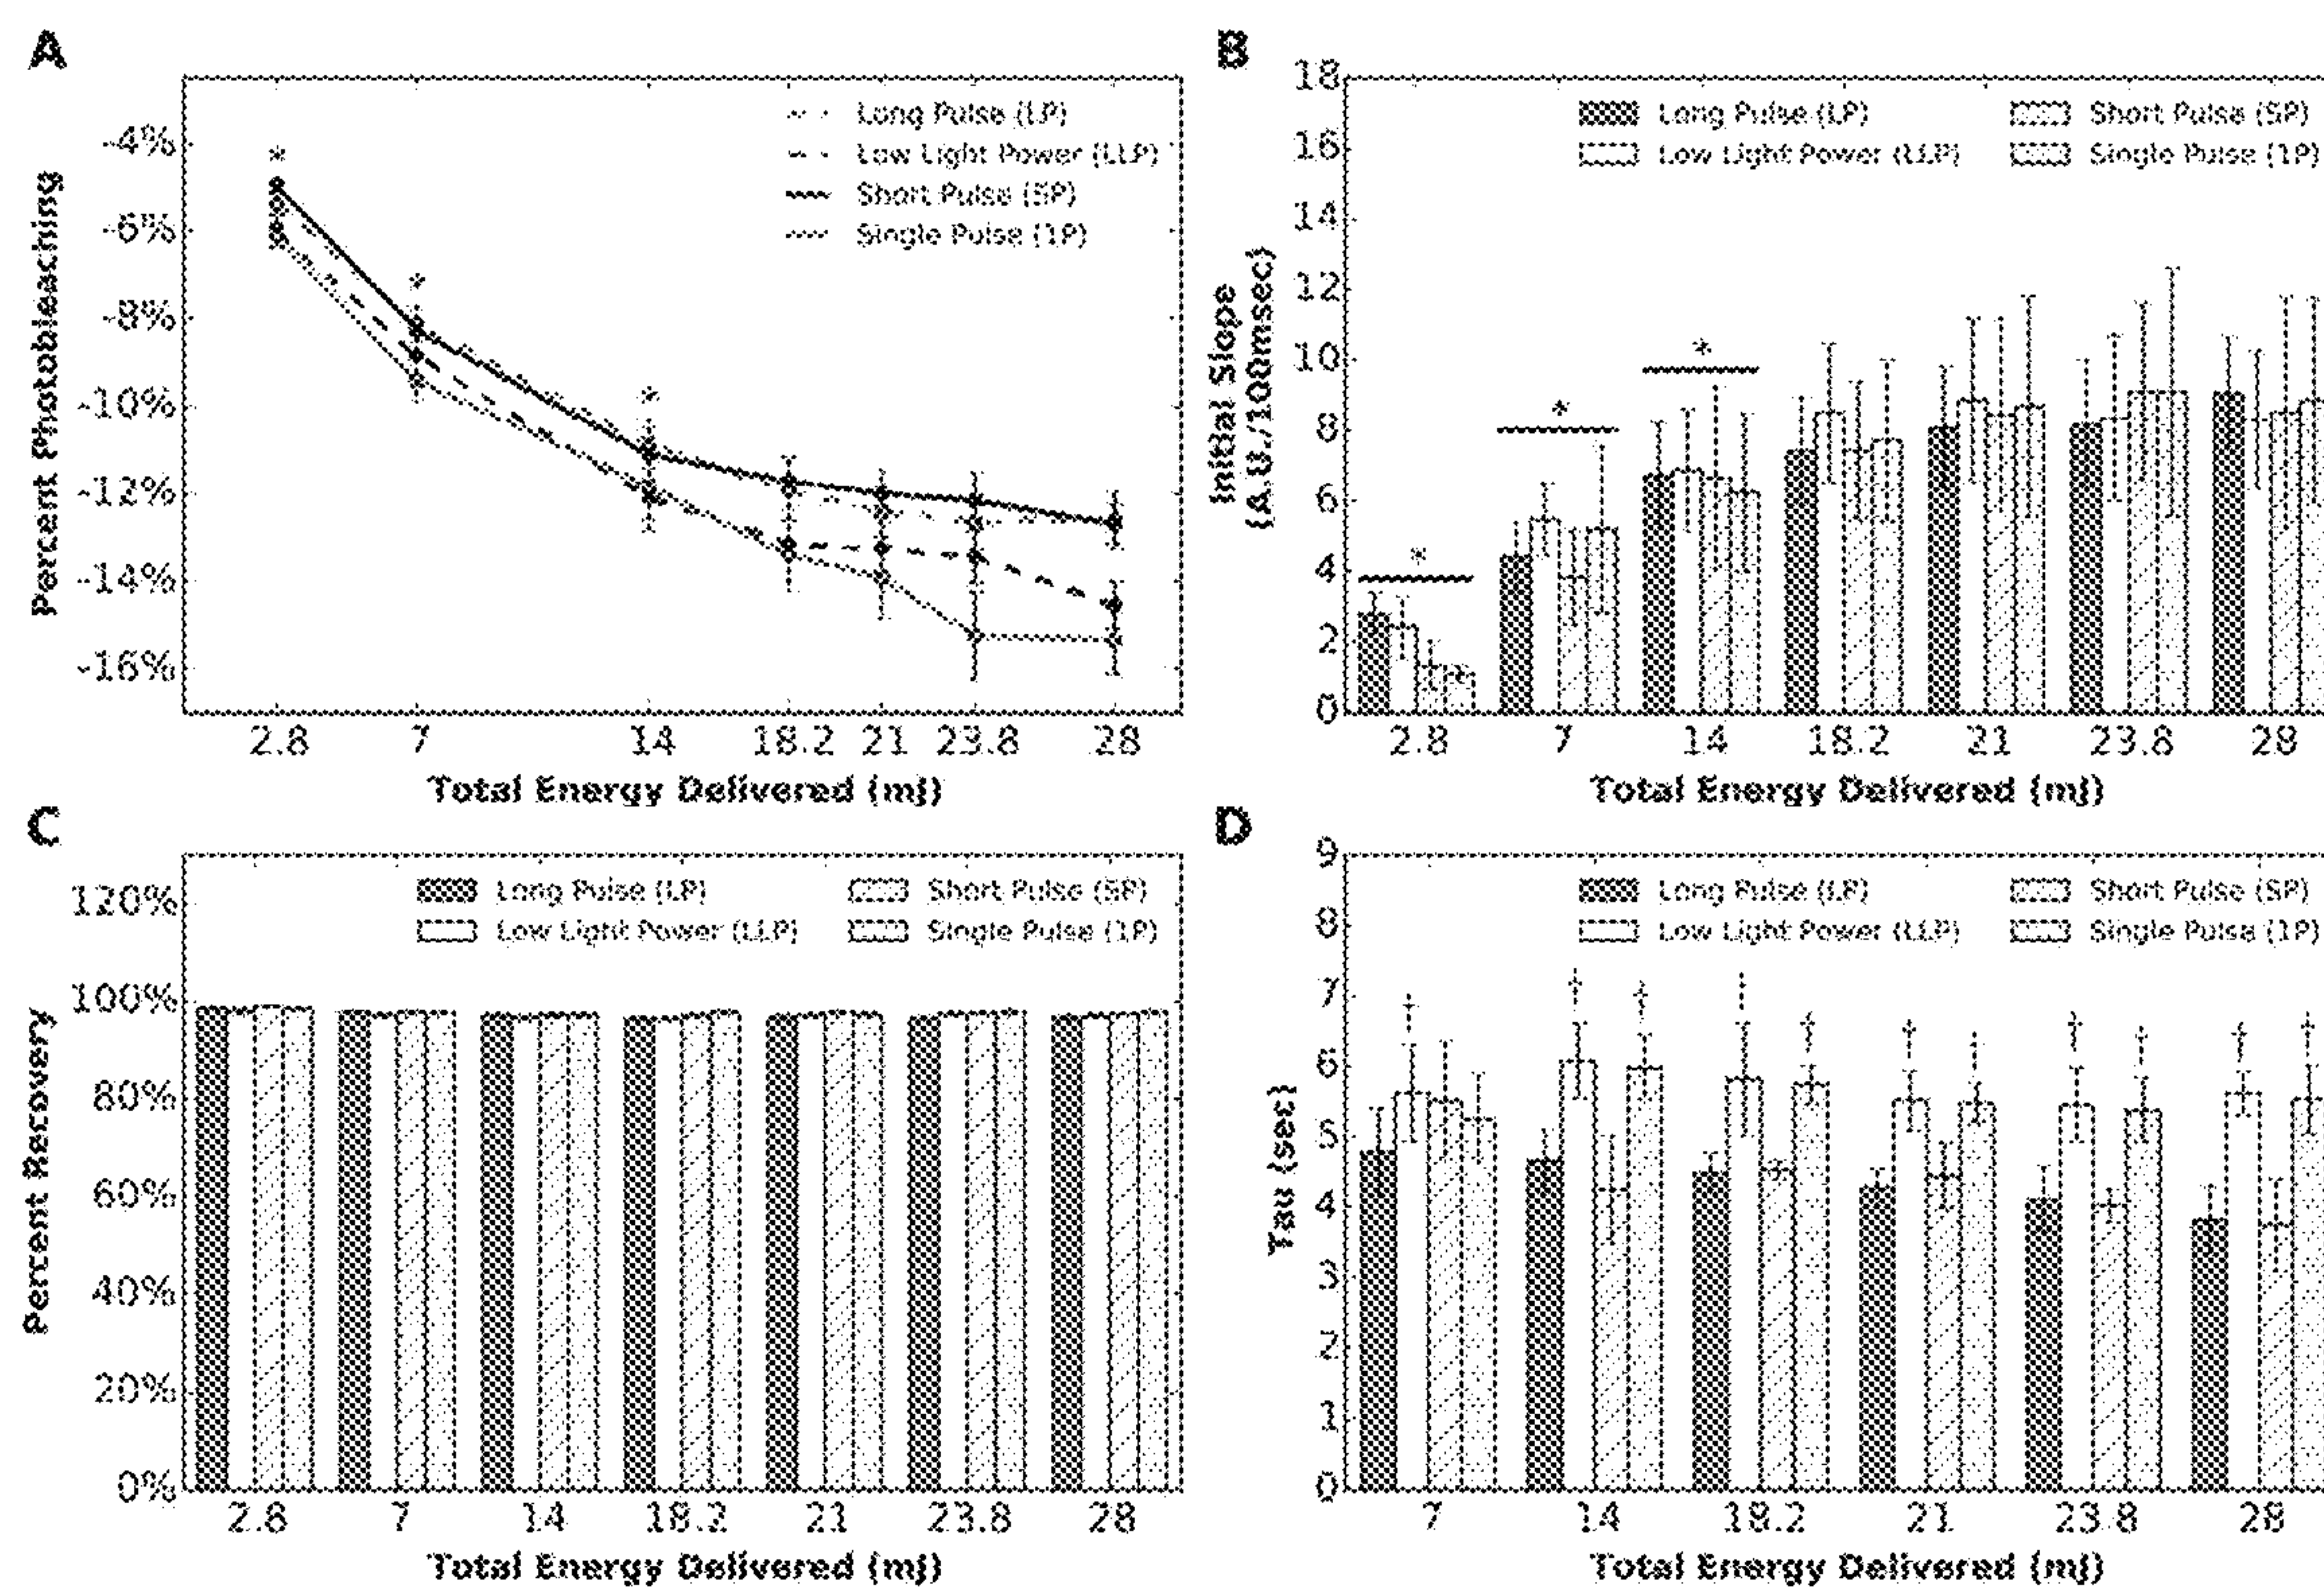 A
-4%
-6%
-8%
-10%
-12%
-14%
-16%
Percent Photobleaching
Long Pulse (LP)
Low Light Power (LLP)
Short Pulse (SP)
Single Pulse (1P)
*
*
*
2.8 7 14 18.2 21 23.8 28
Total Energy Delivered (mJ)
B
18
16
14
12
10
8
6
4
2
0
Initial Slope
(A.U./100msec)
Long Pulse (LP) Short Pulse (SP)
Low Light Power (LLP) Single Pulse (1P)
*
*
*
2.8 7 14 18.2 21 23.8 28
Total Energy Delivered (mJ)
C
120%
100%
80%
60%
40%
20%
0%
Percent Recovery
Long Pulse (LP) Short Pulse (SP)
Low Light Power (LLP) Single Pulse (1P)
2.8 7 14 18.2 21 23.8 28
Total Energy Delivered (mJ)
D
9
8
7
6
5
4
3
2
1
0
Tau (sec)
Long Pulse (LP) Short Pulse (SP)
Low Light Power (LLP) Single Pulse (1P)
† † † † † † † † † † †
7 14 18.2 21 23.8 28
Total Energy Delivered (mJ)